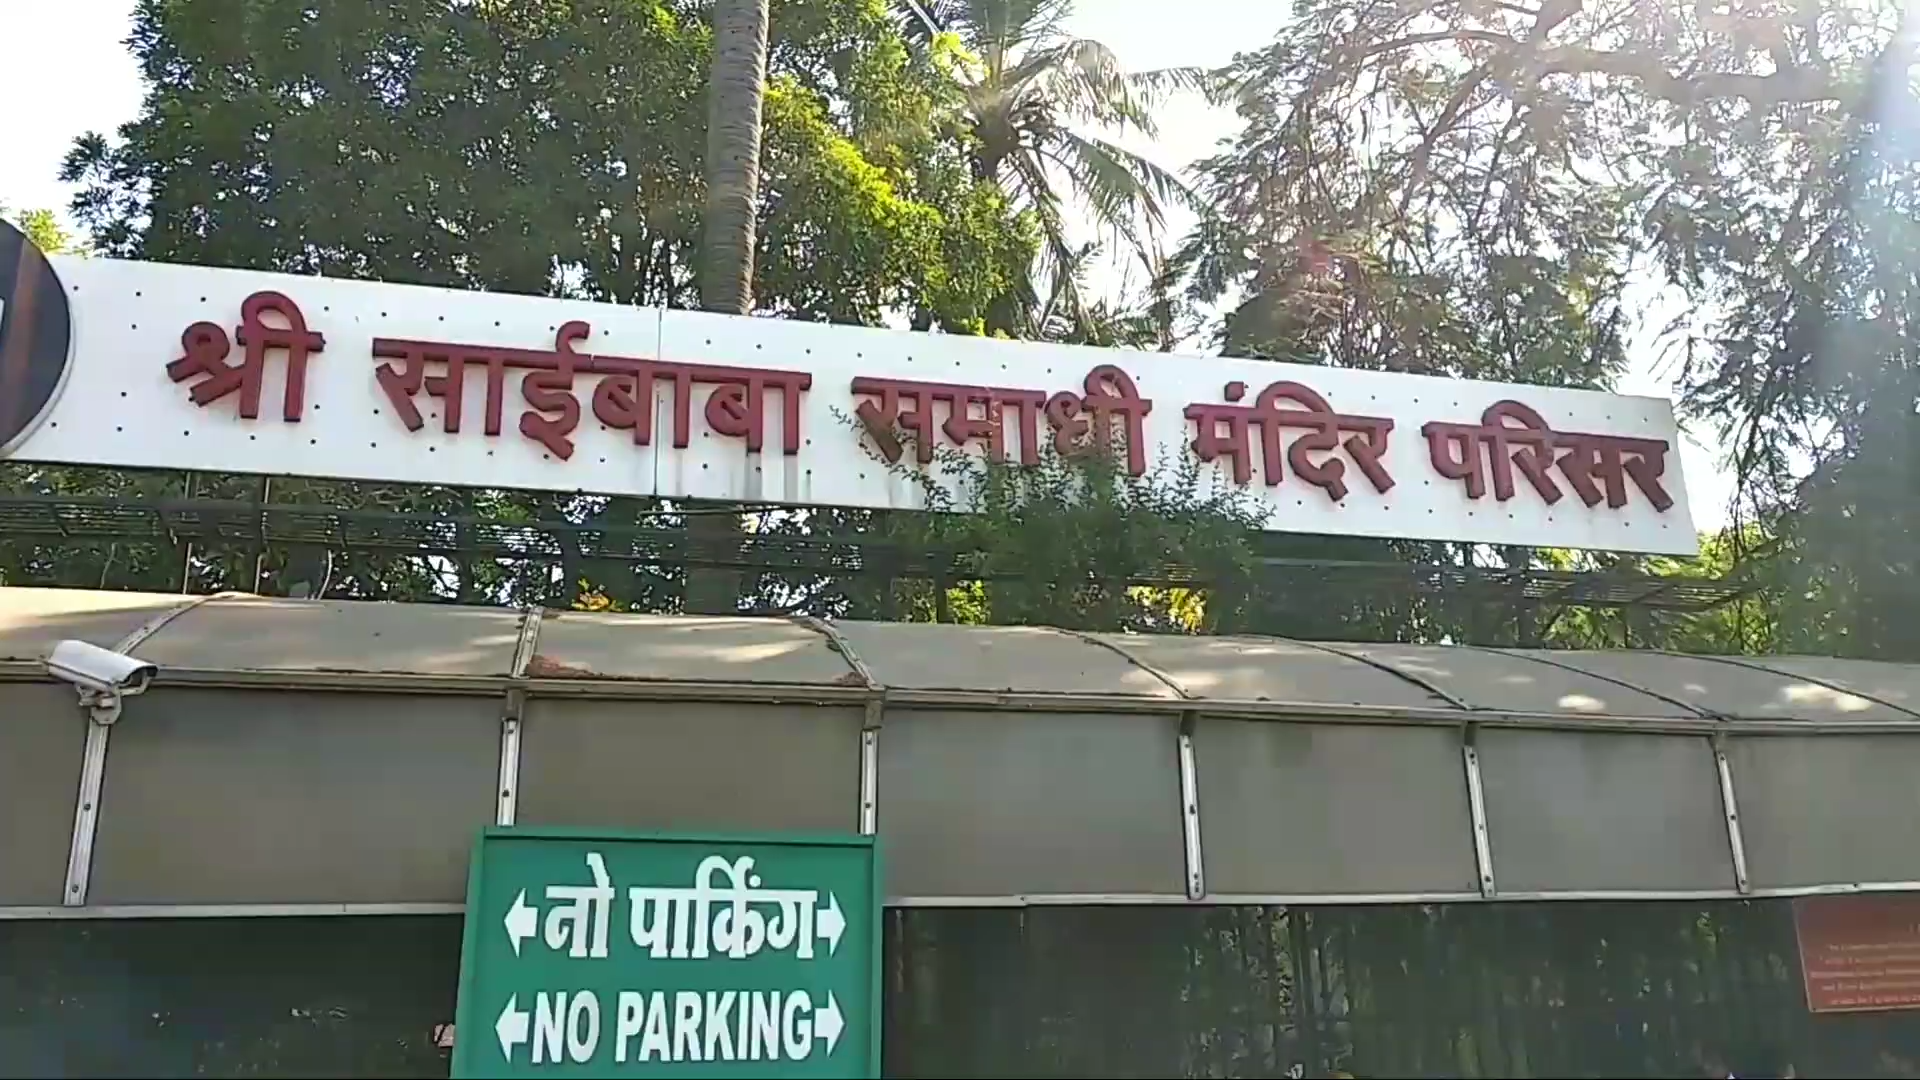 श्री साईबाबा समाधी मंदिर परिसर
नो पार्किंग
NO PARKING